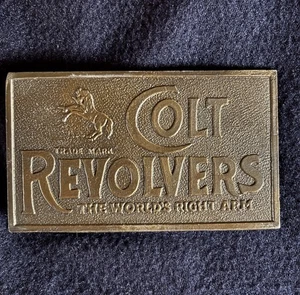 COLT
TRADE MARK
REVOLVERS
THE WORLD'S RIGHT ARM